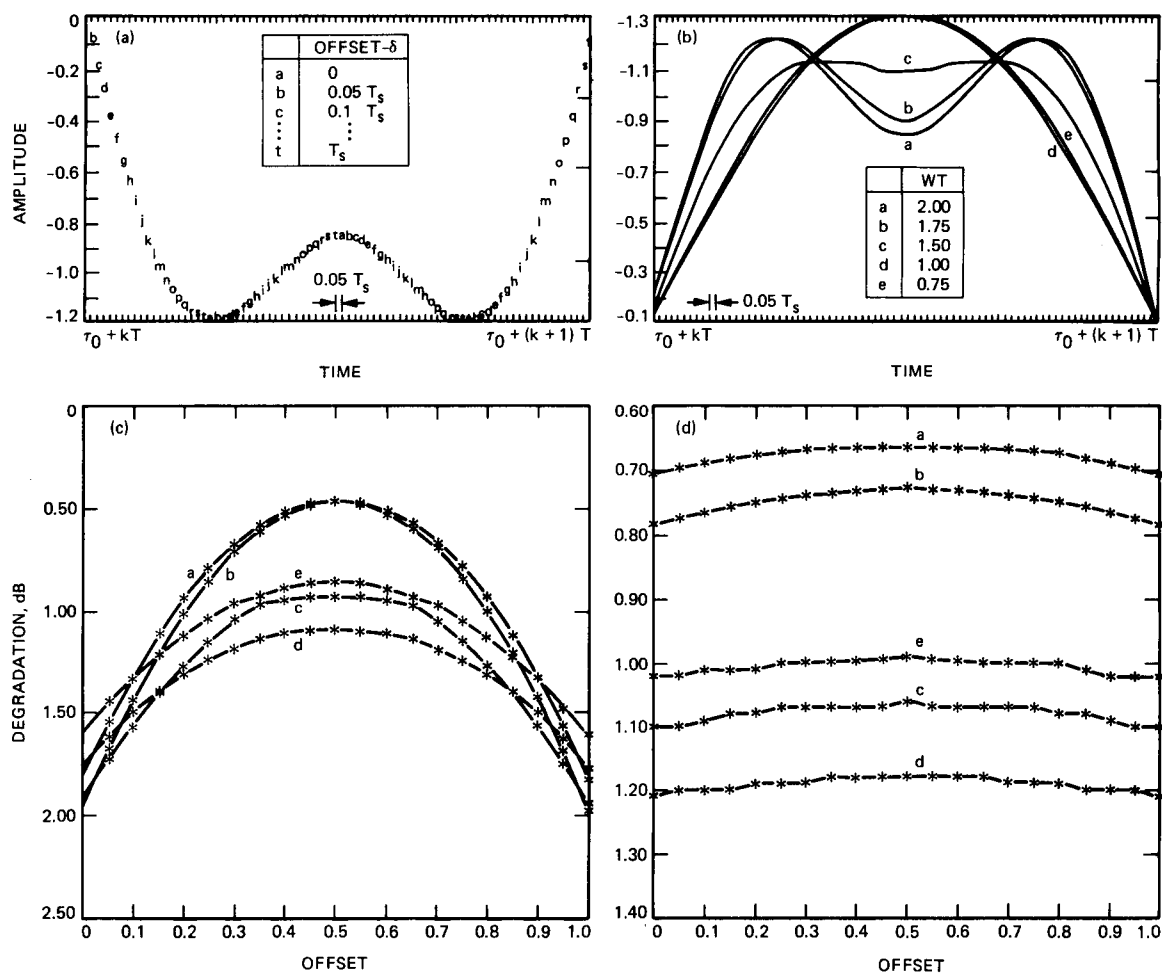 (a)
OFFSET-δ
a 0
b 0.05 Ts
c 0.1 Ts
t Ts
0
-0.2
-0.4
-0.6
-0.8
-1.0
-1.2
AMPLITUDE
0.05 Ts
τ0 + kT
τ0 + (k + 1) T
TIME
(b)
-1.3
-1.1
-0.9
-0.7
-0.5
-0.3
-0.1
c
b
a
e
d
WT
a 2.00
b 1.75
c 1.50
d 1.00
e 0.75
0.05 Ts
τ0 + kT
τ0 + (k + 1) T
TIME
(c)
0
0.50
1.00
1.50
2.00
2.50
DEGRADATION, dB
a
b
e
c
d
0 0.1 0.2 0.3 0.4 0.5 0.6 0.7 0.8 0.9 1.0
OFFSET
(d)
0.60
0.70
0.80
0.90
1.00
1.10
1.20
1.30
1.40
a
b
e
c
d
0 0.1 0.2 0.3 0.4 0.5 0.6 0.7 0.8 0.9 1.0
OFFSET